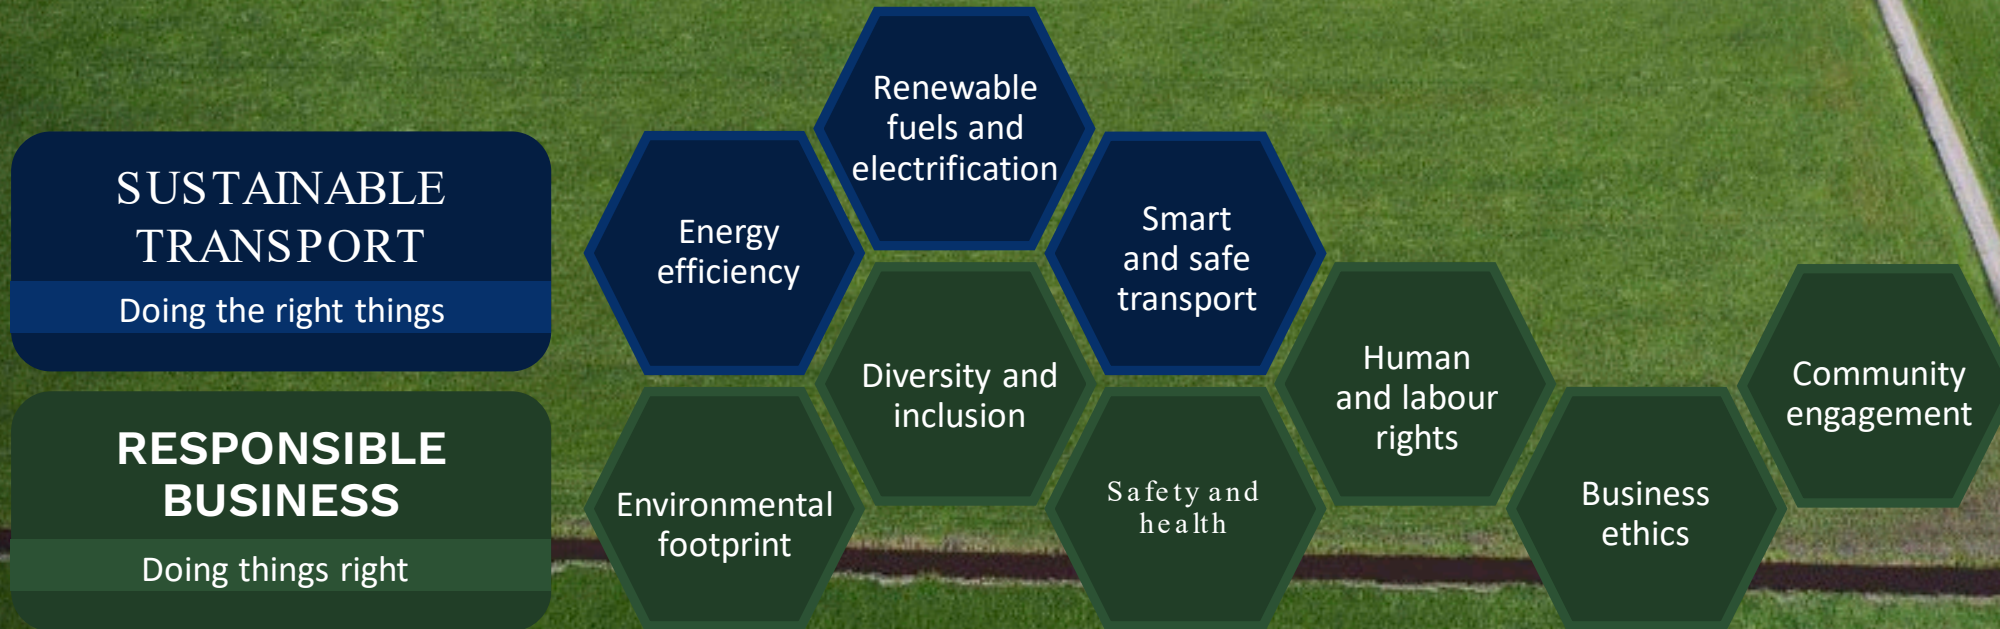 SUSTAINABLE
TRANSPORT
Doing the right things
RESPONSIBLE
BUSINESS
Doing things right
Renewable
fuels and
electrification
Energy
efficiency
Smart
and safe
transport
Diversity and
inclusion
Human
and labour
rights
Community
engagement
Environmental
footprint
Safety and
health
Business
ethics